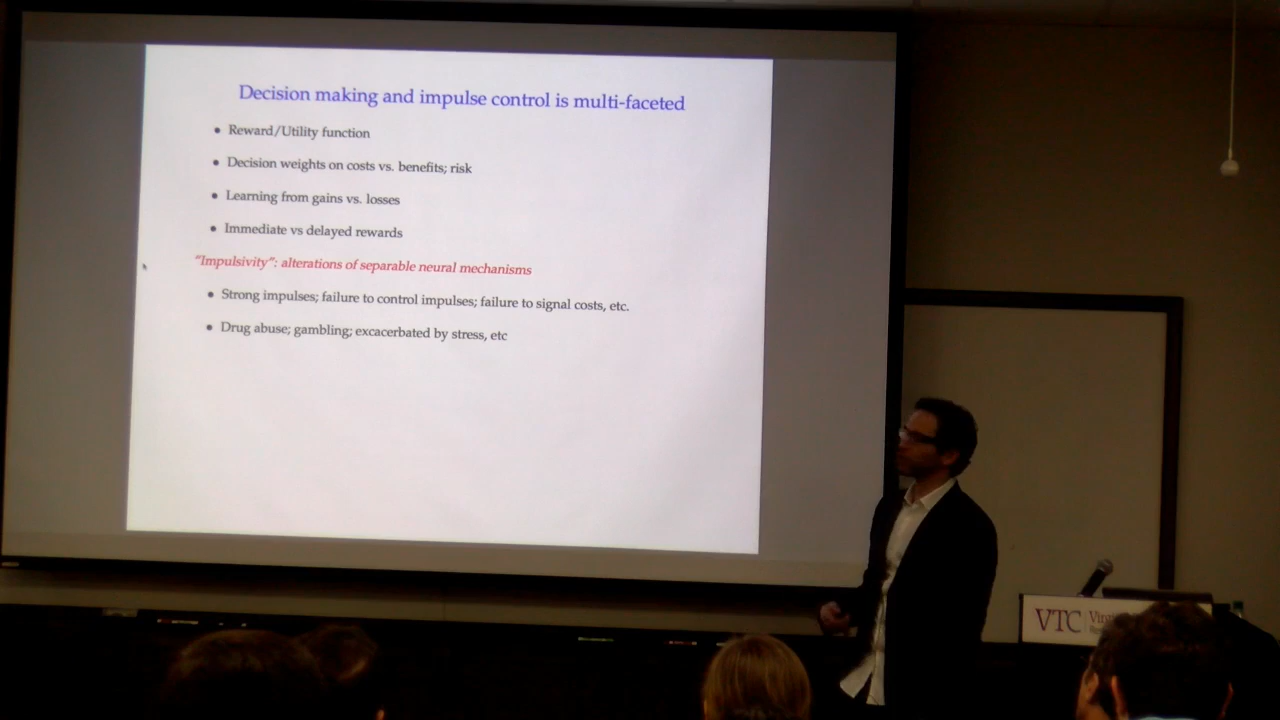 Decision making and impulse control is multi-faceted
• Reward/Utility function
• Decision weights on costs vs. benefits; risk
• Learning from gains vs. losses
• Immediate vs delayed rewards
“Impulsivity”: alterations of separable neural mechanisms
• Strong impulses; failure to control impulses; failure to signal costs, etc.
• Drug abuse; gambling; excacerbated by stress, etc
VTC